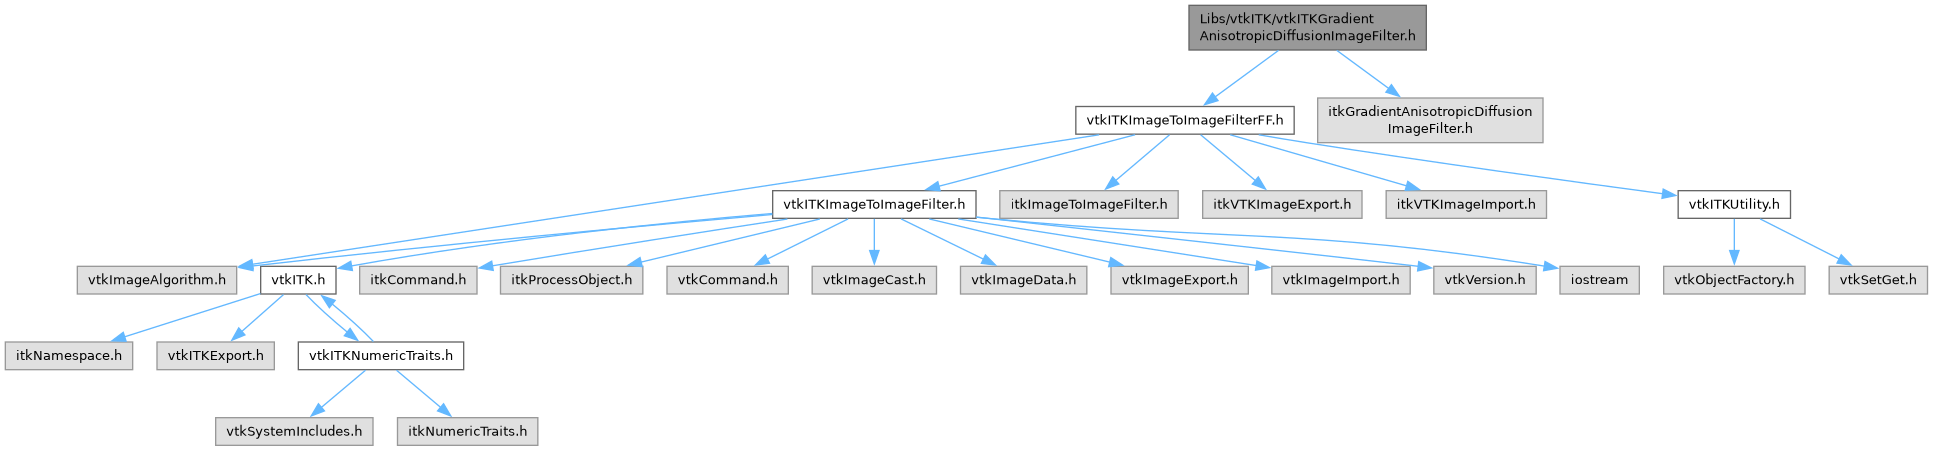 Libs/vtkITK/vtkITKGradient
AnisotropicDiffusionImageFilter.h
vtkITKImageToImageFilterFF.h
itkGradientAnisotropicDiffusion
ImageFilter.h
vtkITKImageToImageFilter.h
itkImageToImageFilter.h
itkVTKImageExport.h
itkVTKImageImport.h
vtkITKUtility.h
vtkImageAlgorithm.h
vtkITK.h
itkCommand.h
itkProcessObject.h
vtkCommand.h
vtkImageCast.h
vtkImageData.h
vtkImageExport.h
vtkImageImport.h
vtkVersion.h
iostream
vtkObjectFactory.h
vtkSetGet.h
itkNamespace.h
vtkITKExport.h
vtkITKNumericTraits.h
vtkSystemIncludes.h
itkNumericTraits.h